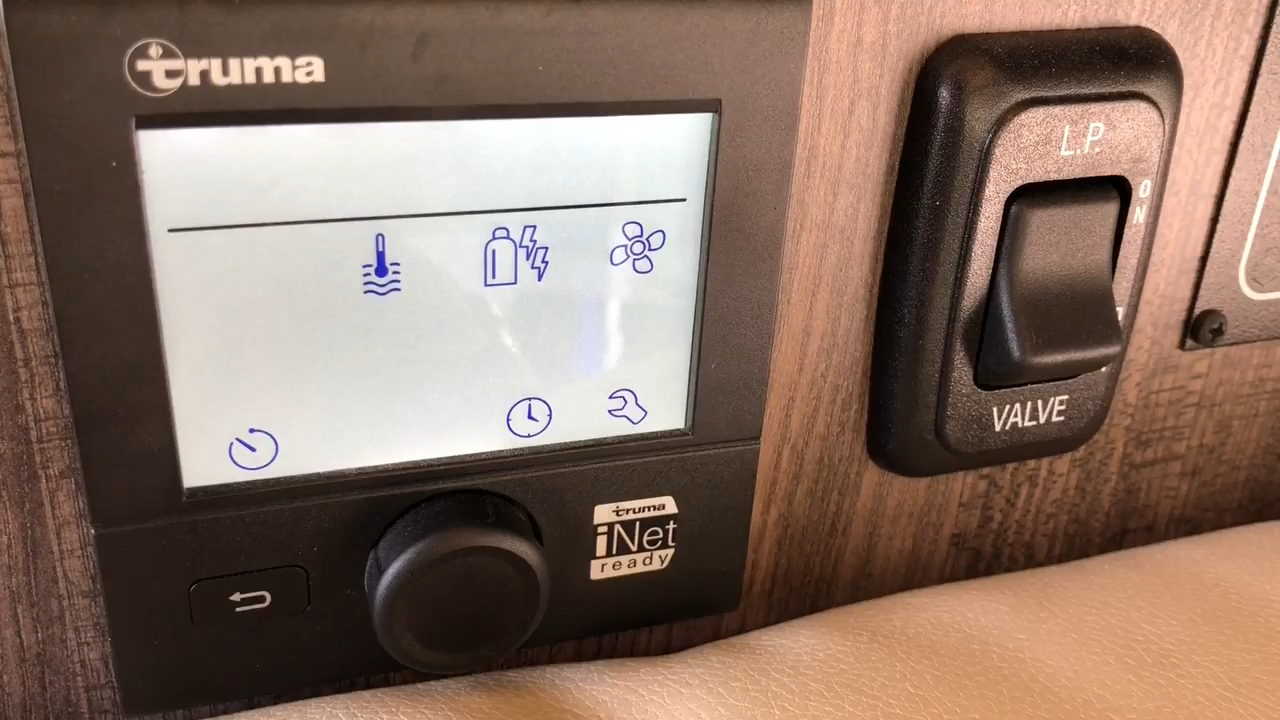 truma
truma
iNet
ready
L.P.
ON
VALVE